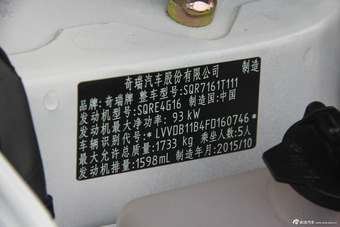 奇瑞汽车股份有限公司 制造
品牌: 奇瑞牌 整车型号: SQR7161T111
发动机型号: SQRE4G16 制造国: 中国
发动机最大净功率: 93 kW
车辆识别代号: * LVVDB11B4FD160746 *
最大允许总质量: 1733 kg 乘坐人数: 5人
发动机排量: 1598mL 制造年月: 2015/10